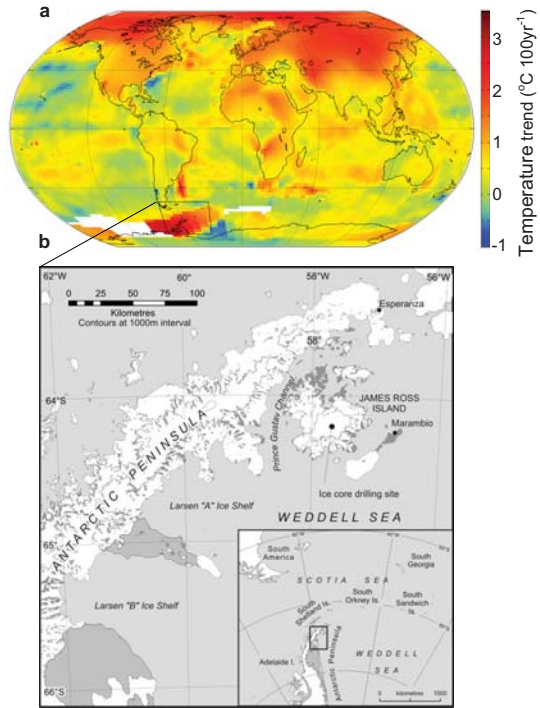 a
3
2
1
0
-1
Temperature trend (°C 100yr-1)
b
62°W
60°
58°W
56°W
0 25 50 75 100
Kilometres
Contours at 1000m interval
Esperanza
58°
64°S
Prince Gustav Channel
JAMES ROSS
ISLAND
Marambio
ANTARCTIC PENINSULA
Ice core drilling site
Larsen "A" Ice Shelf
WEDDELL SEA
65°S
Larsen "B" Ice Shelf
66°S
South
America
South
Georgia
SCOTIA SEA
South
Shetland Is.
South
Orkney Is.
South
Sandwich
Is.
Adelaide I.
Antarctic Peninsula
WEDDELL
SEA
kilometres
0 1000